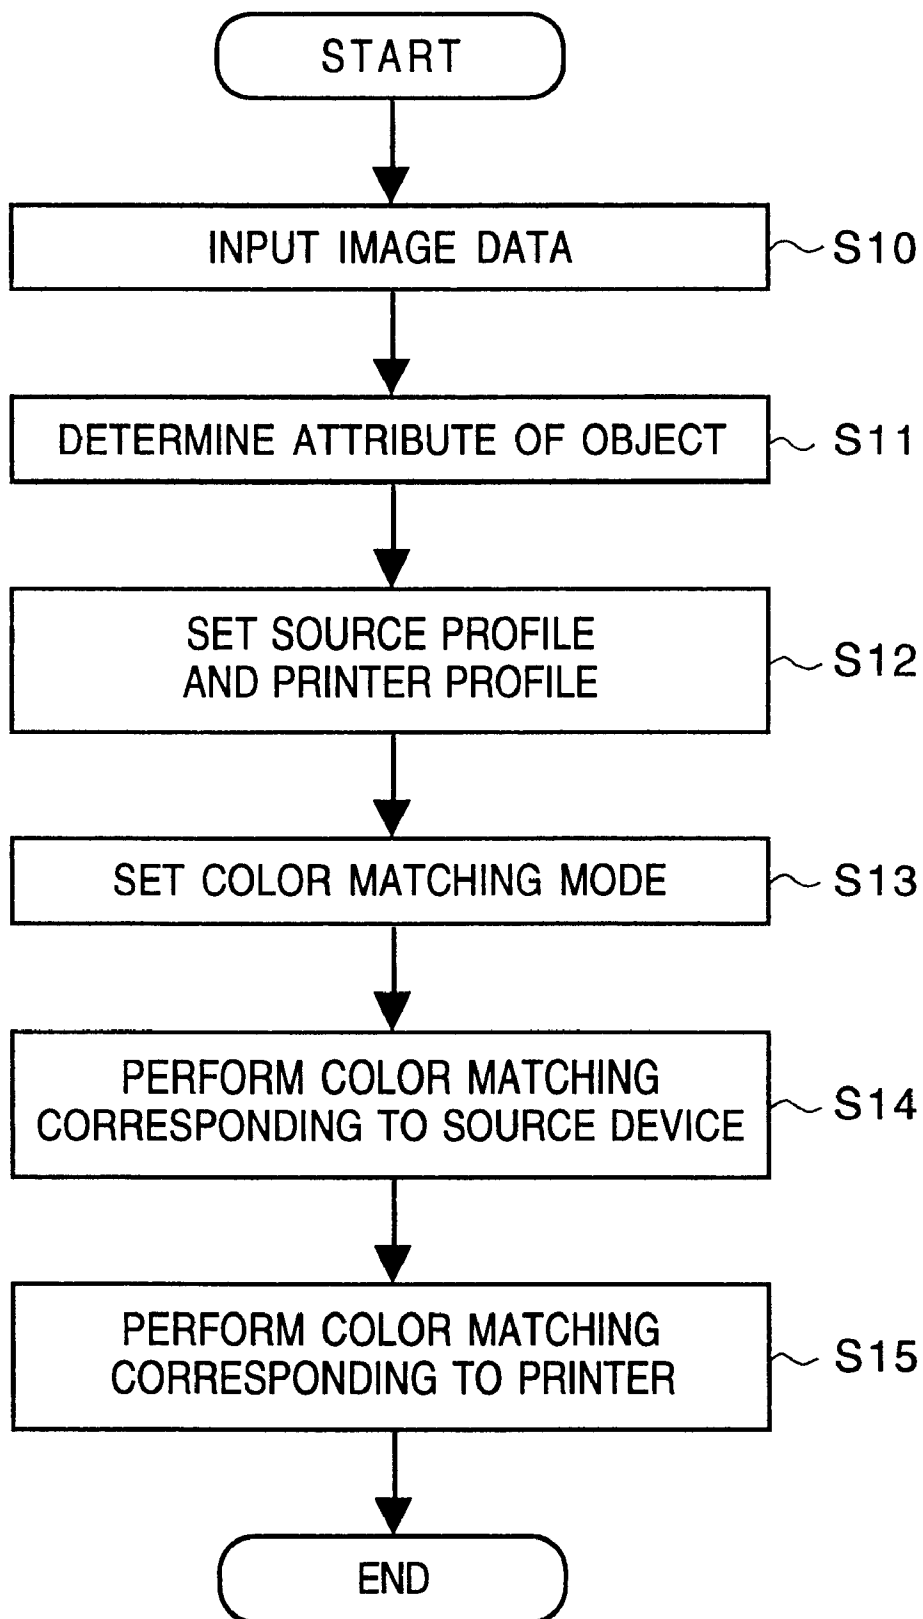 START
INPUT IMAGE DATA
S10
DETERMINE ATTRIBUTE OF OBJECT
S11
SET SOURCE PROFILE
AND PRINTER PROFILE
S12
SET COLOR MATCHING MODE
S13
PERFORM COLOR MATCHING
CORRESPONDING TO SOURCE DEVICE
S14
PERFORM COLOR MATCHING
CORRESPONDING TO PRINTER
S15
END